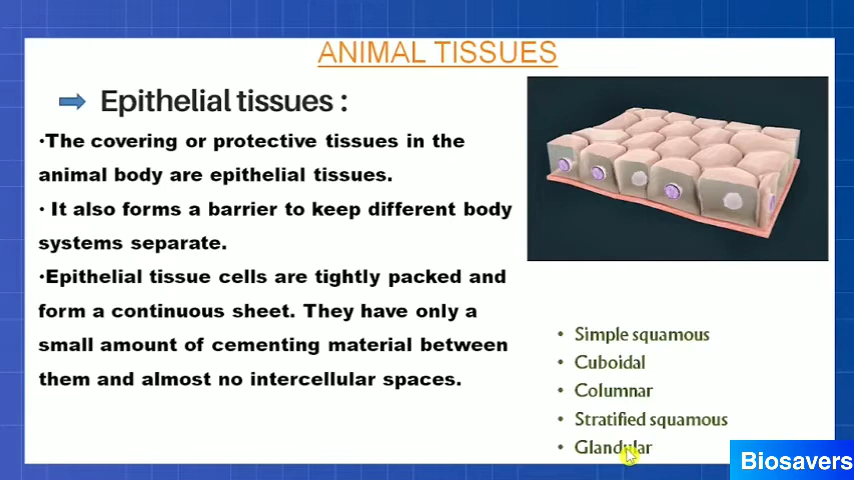 ANIMAL TISSUES
Epithelial tissues :
•The covering or protective tissues in the
animal body are epithelial tissues.
• It also forms a barrier to keep different body
systems separate.
•Epithelial tissue cells are tightly packed and
form a continuous sheet. They have only a
small amount of cementing material between
them and almost no intercellular spaces.
• Simple squamous
• Cuboidal
• Columnar
• Stratified squamous
• Glandular
Biosavers